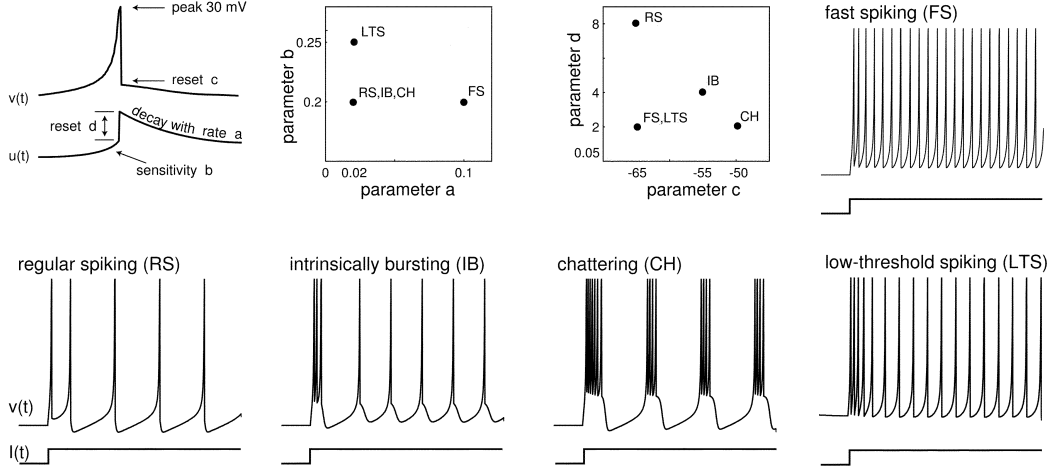 peak 30 mV
reset c
v(t)
reset d
decay with rate a
u(t)
sensitivity b
parameter b
0.25
0.2
LTS
RS,IB,CH
FS
0
0.02
0.1
parameter a
parameter d
8
4
2
0.05
RS
IB
FS,LTS
CH
-65
-55
-50
parameter c
fast spiking (FS)
regular spiking (RS)
intrinsically bursting (IB)
chattering (CH)
low-threshold spiking (LTS)
v(t)
I(t)